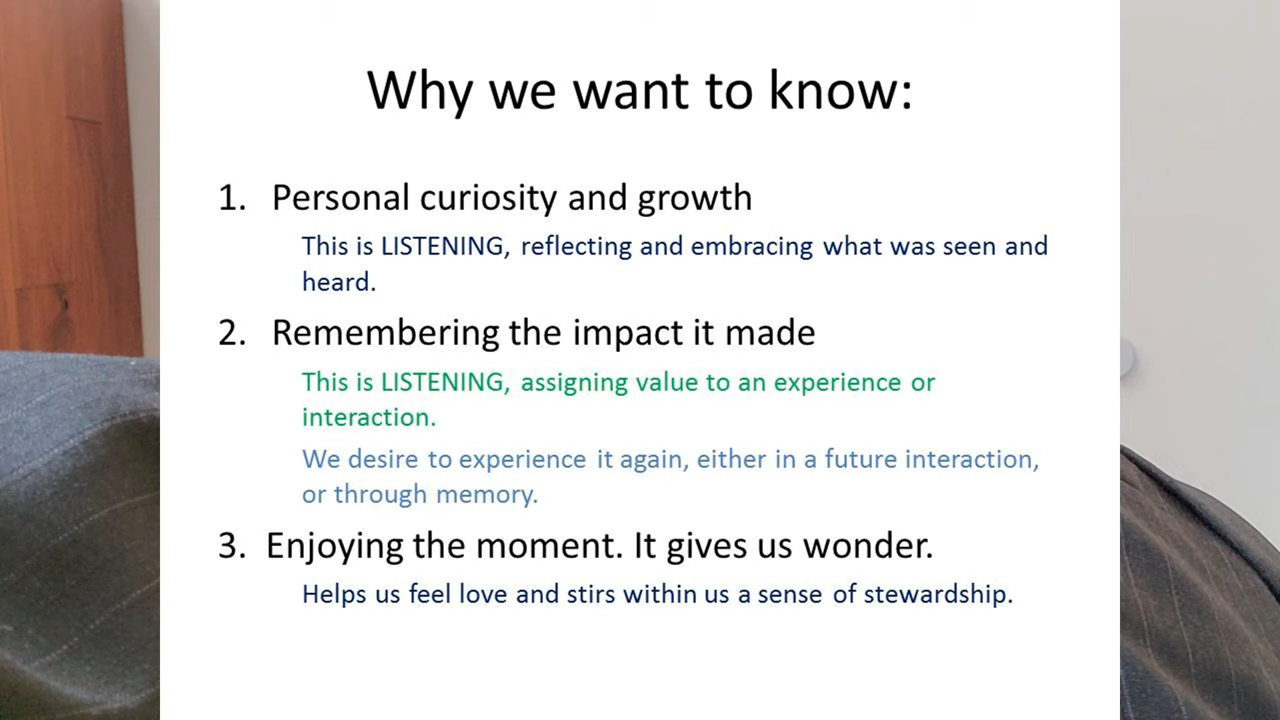 Why we want to know:
1. Personal curiosity and growth
This is LISTENING, reflecting and embracing what was seen and
heard.
2. Remembering the impact it made
This is LISTENING, assigning value to an experience or
interaction.
We desire to experience it again, either in a future interaction,
or through memory.
3. Enjoying the moment. It gives us wonder.
Helps us feel love and stirs within us a sense of stewardship.